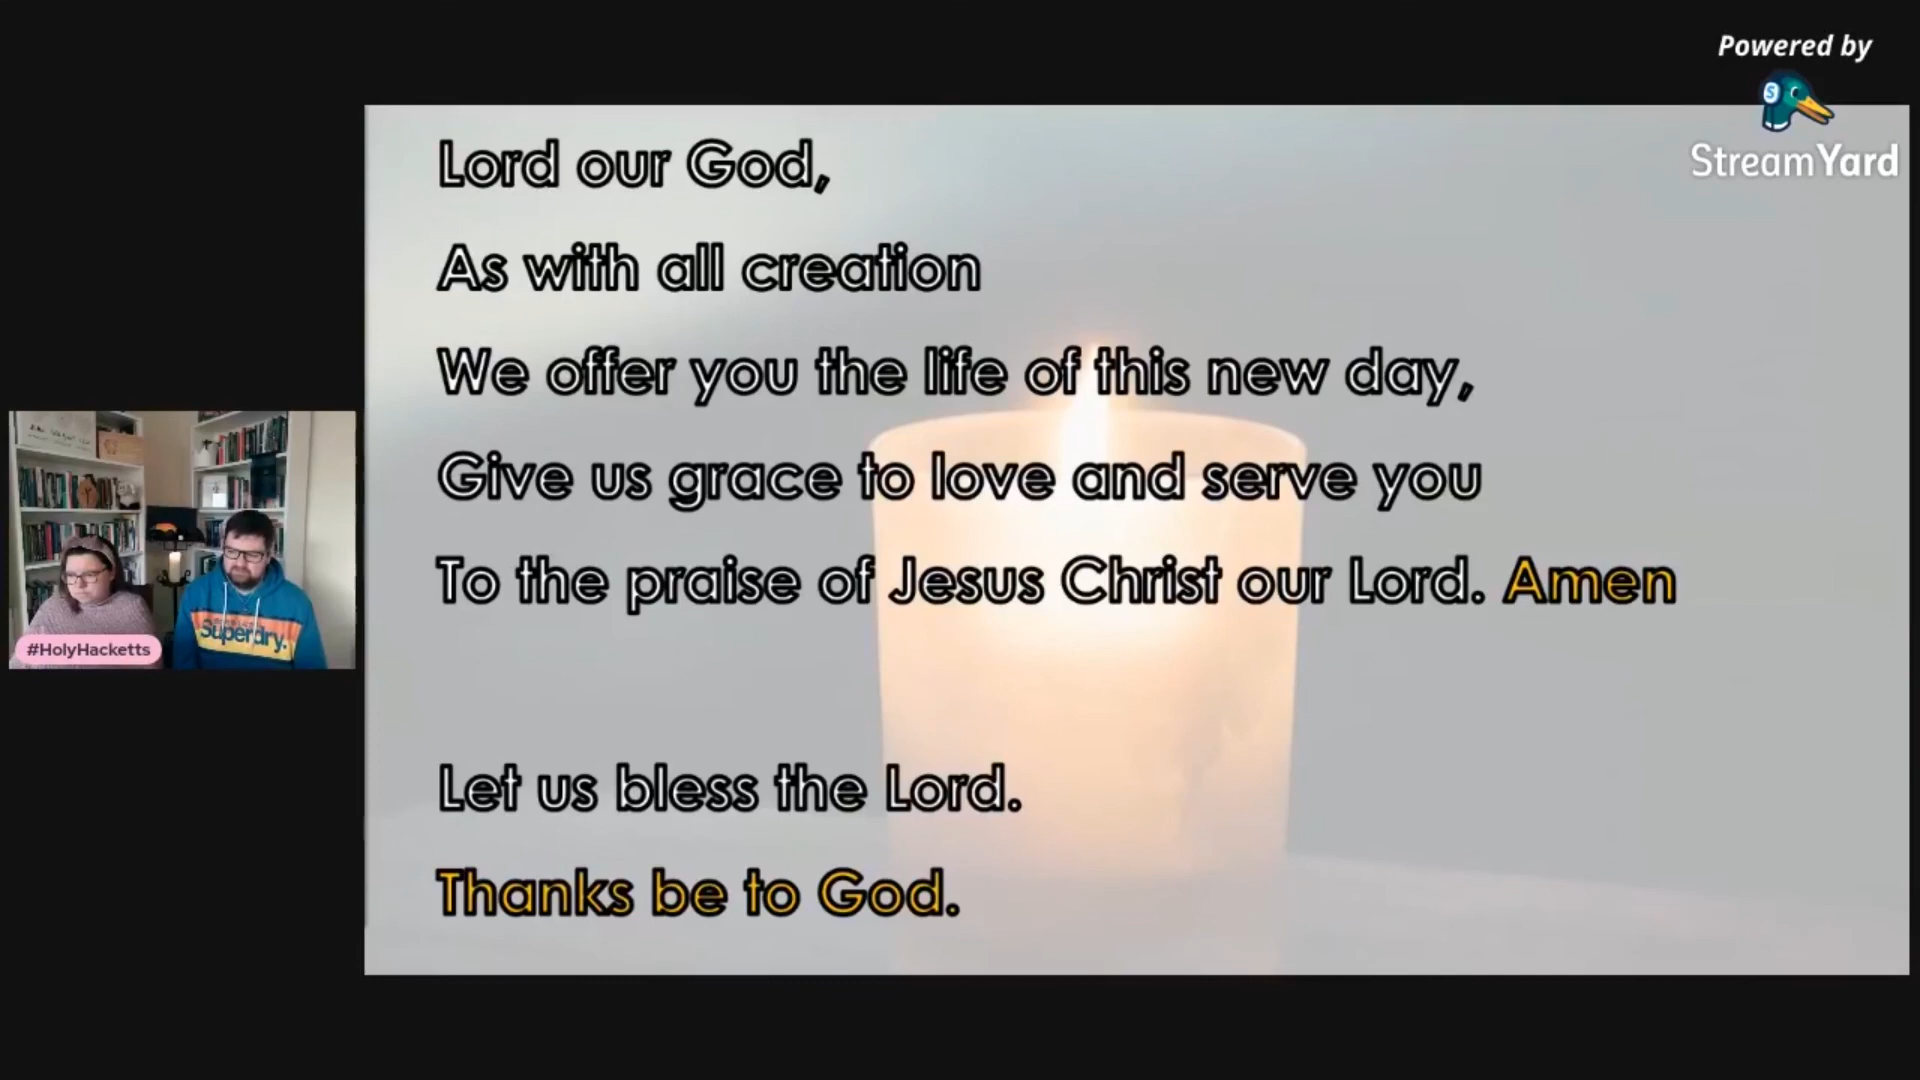 Powered by
StreamYard
Lord our God,
As with all creation
We offer you the life of this new day,
Give us grace to love and serve you
To the praise of Jesus Christ our Lord. Amen
Let us bless the Lord.
Thanks be to God.
#HolyHacketts
Superdry.